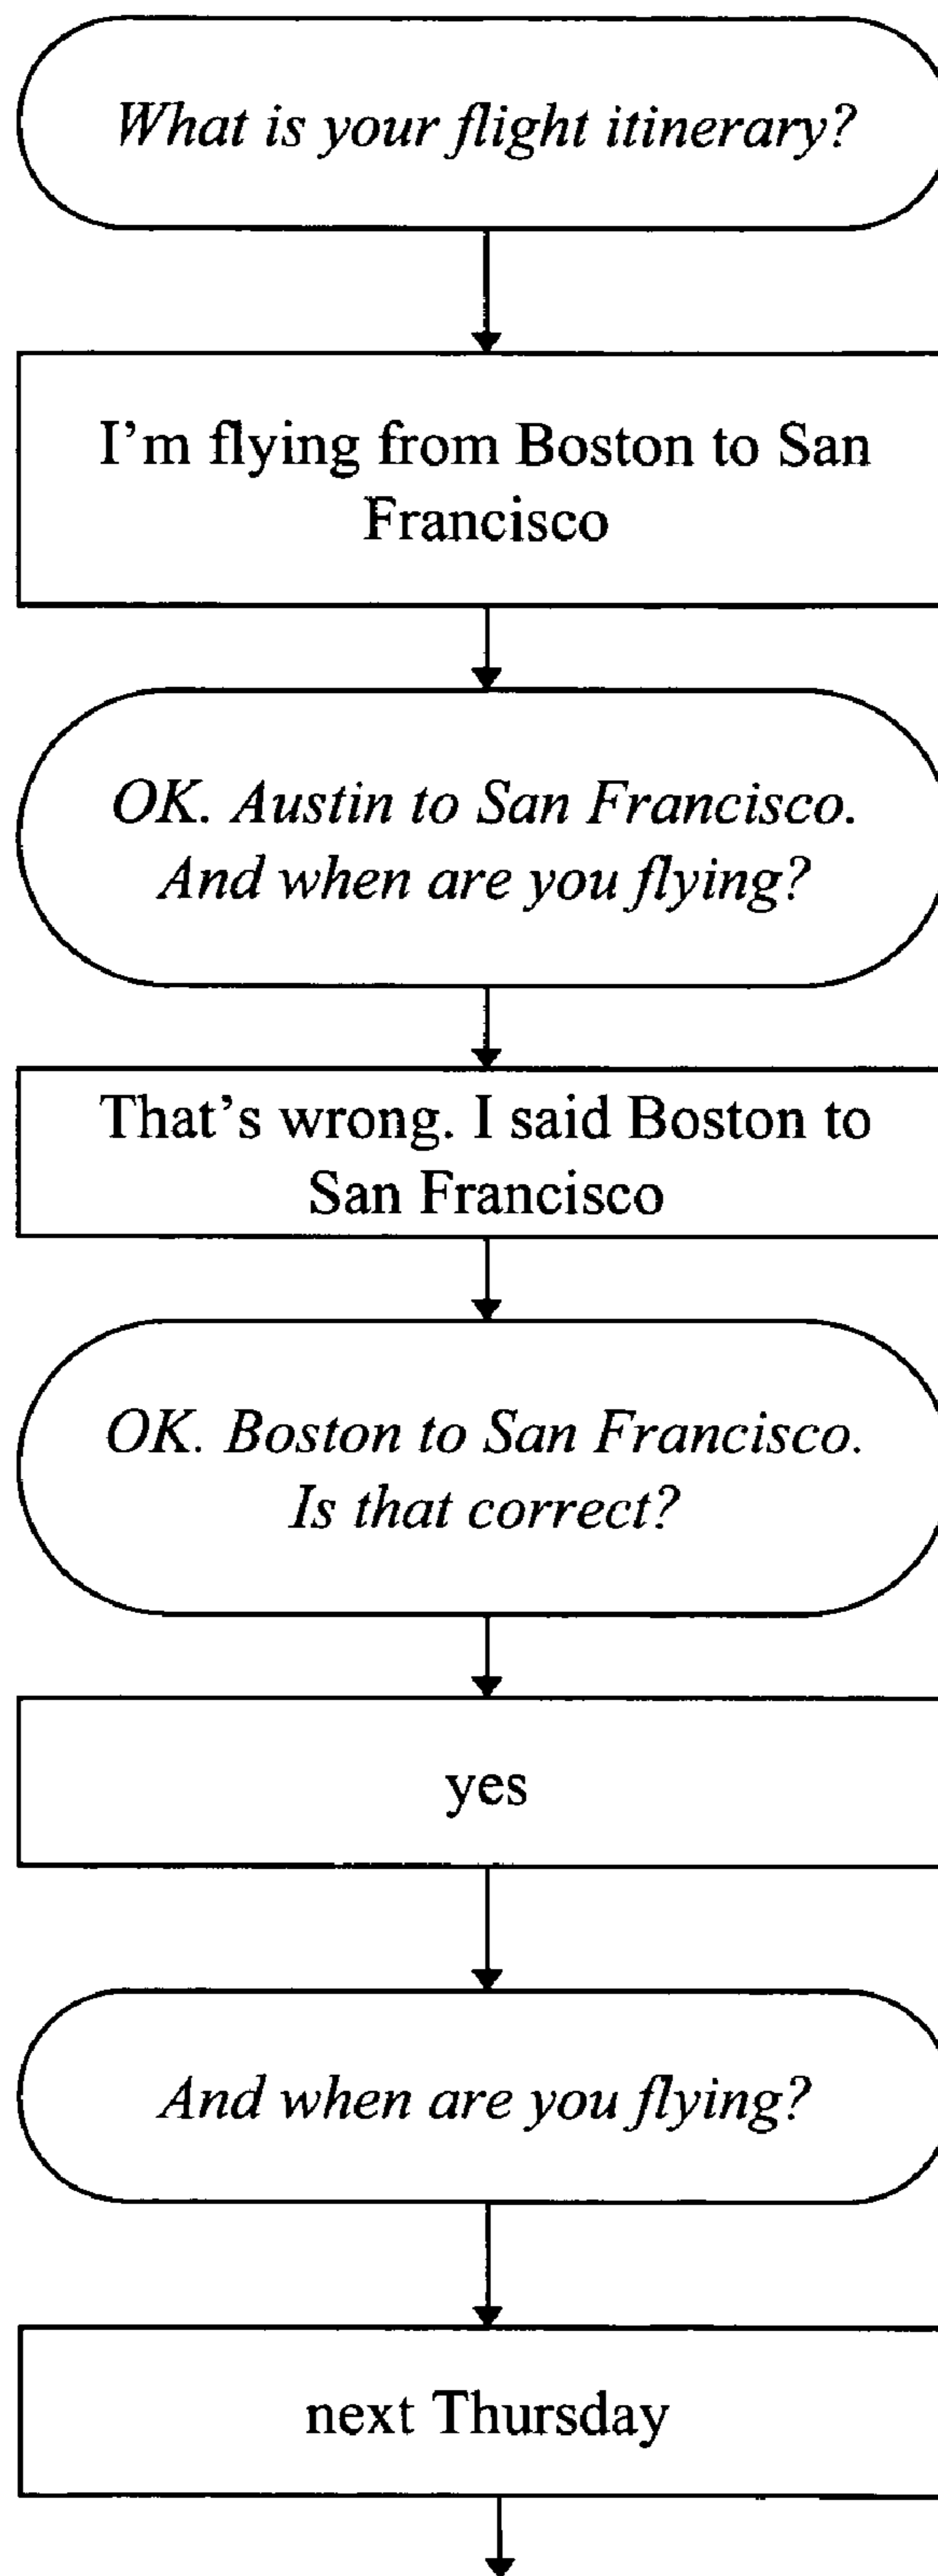 What is your flight itinerary?
I'm flying from Boston to San
Francisco
OK. Austin to San Francisco.
And when are you flying?
That's wrong. I said Boston to
San Francisco
OK. Boston to San Francisco.
Is that correct?
yes
And when are you flying?
next Thursday